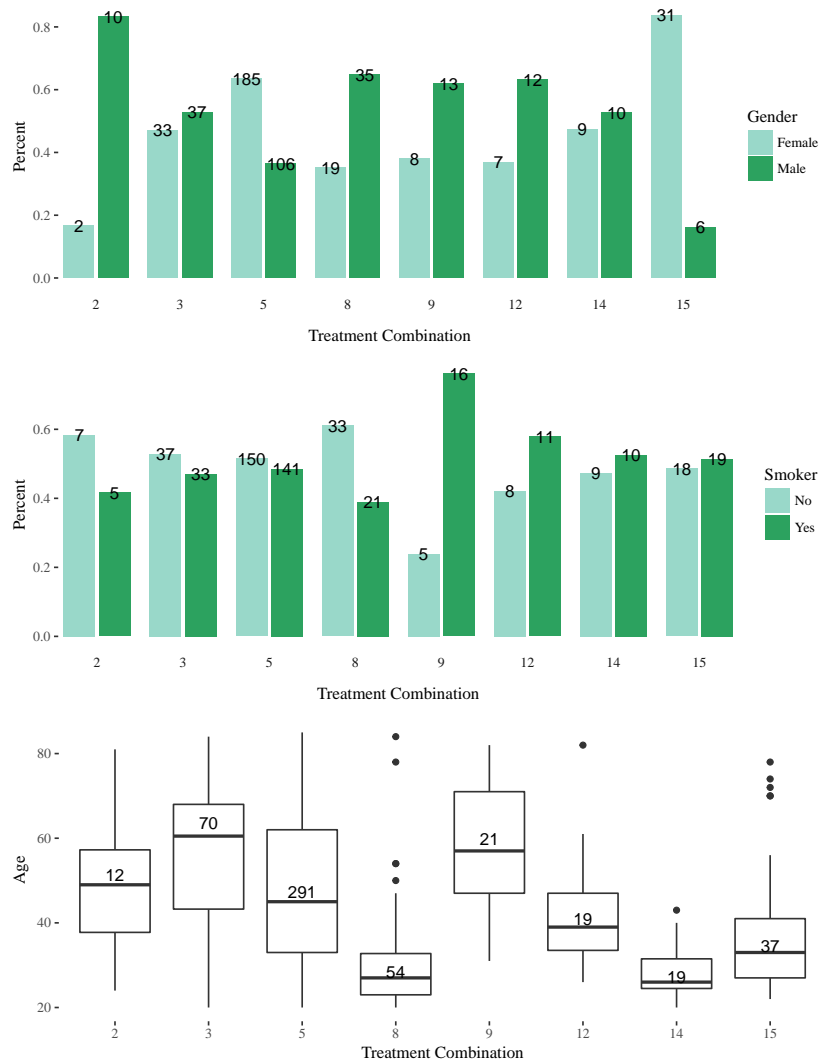 0.8
0.6
0.4
0.2
0.0
Percent
2 10 33 37 185 106 19 35 8 13 7 12 9 10 31 6
2 3 5 8 9 12 14 15
Treatment Combination
Gender
Female
Male
0.6
0.4
0.2
0.0
Percent
7 5 37 33 150 141 33 21 5 16 8 11 9 10 18 19
2 3 5 8 9 12 14 15
Treatment Combination
Smoker
No
Yes
80
60
40
20
Age
12 70 291 54 21 19 19 37
2 3 5 8 9 12 14 15
Treatment Combination